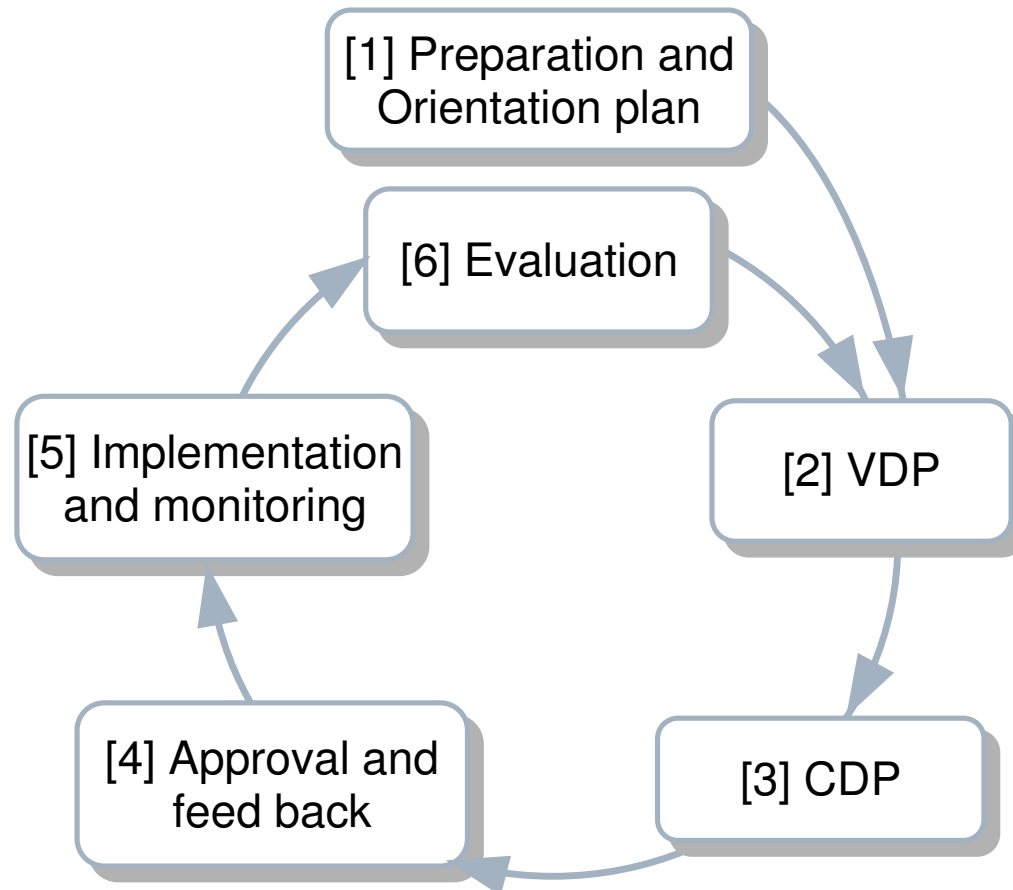 [1] Preparation and
Orientation plan
[6] Evaluation
[5] Implementation
and monitoring
[2] VDP
[4] Approval and
feed back
[3] CDP